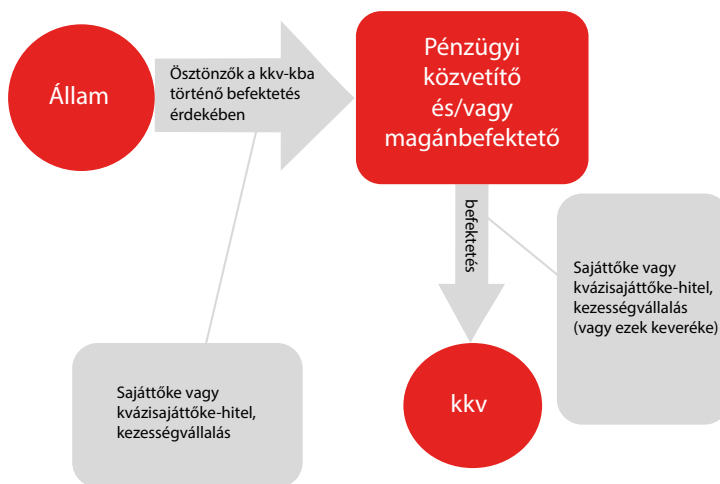 Állam
Ösztönzők a kkv-kba
történő befektetés
érdekében
Pénzügyi
közvetítő
és/vagy
magánbefektető
befektetés
Sajáttőke vagy
kvázisajáttőke-hitel,
kezességvállalás
(vagy ezek keveréke)
kkv
Sajáttőke vagy
kvázisajáttőke-hitel,
kezességvállalás